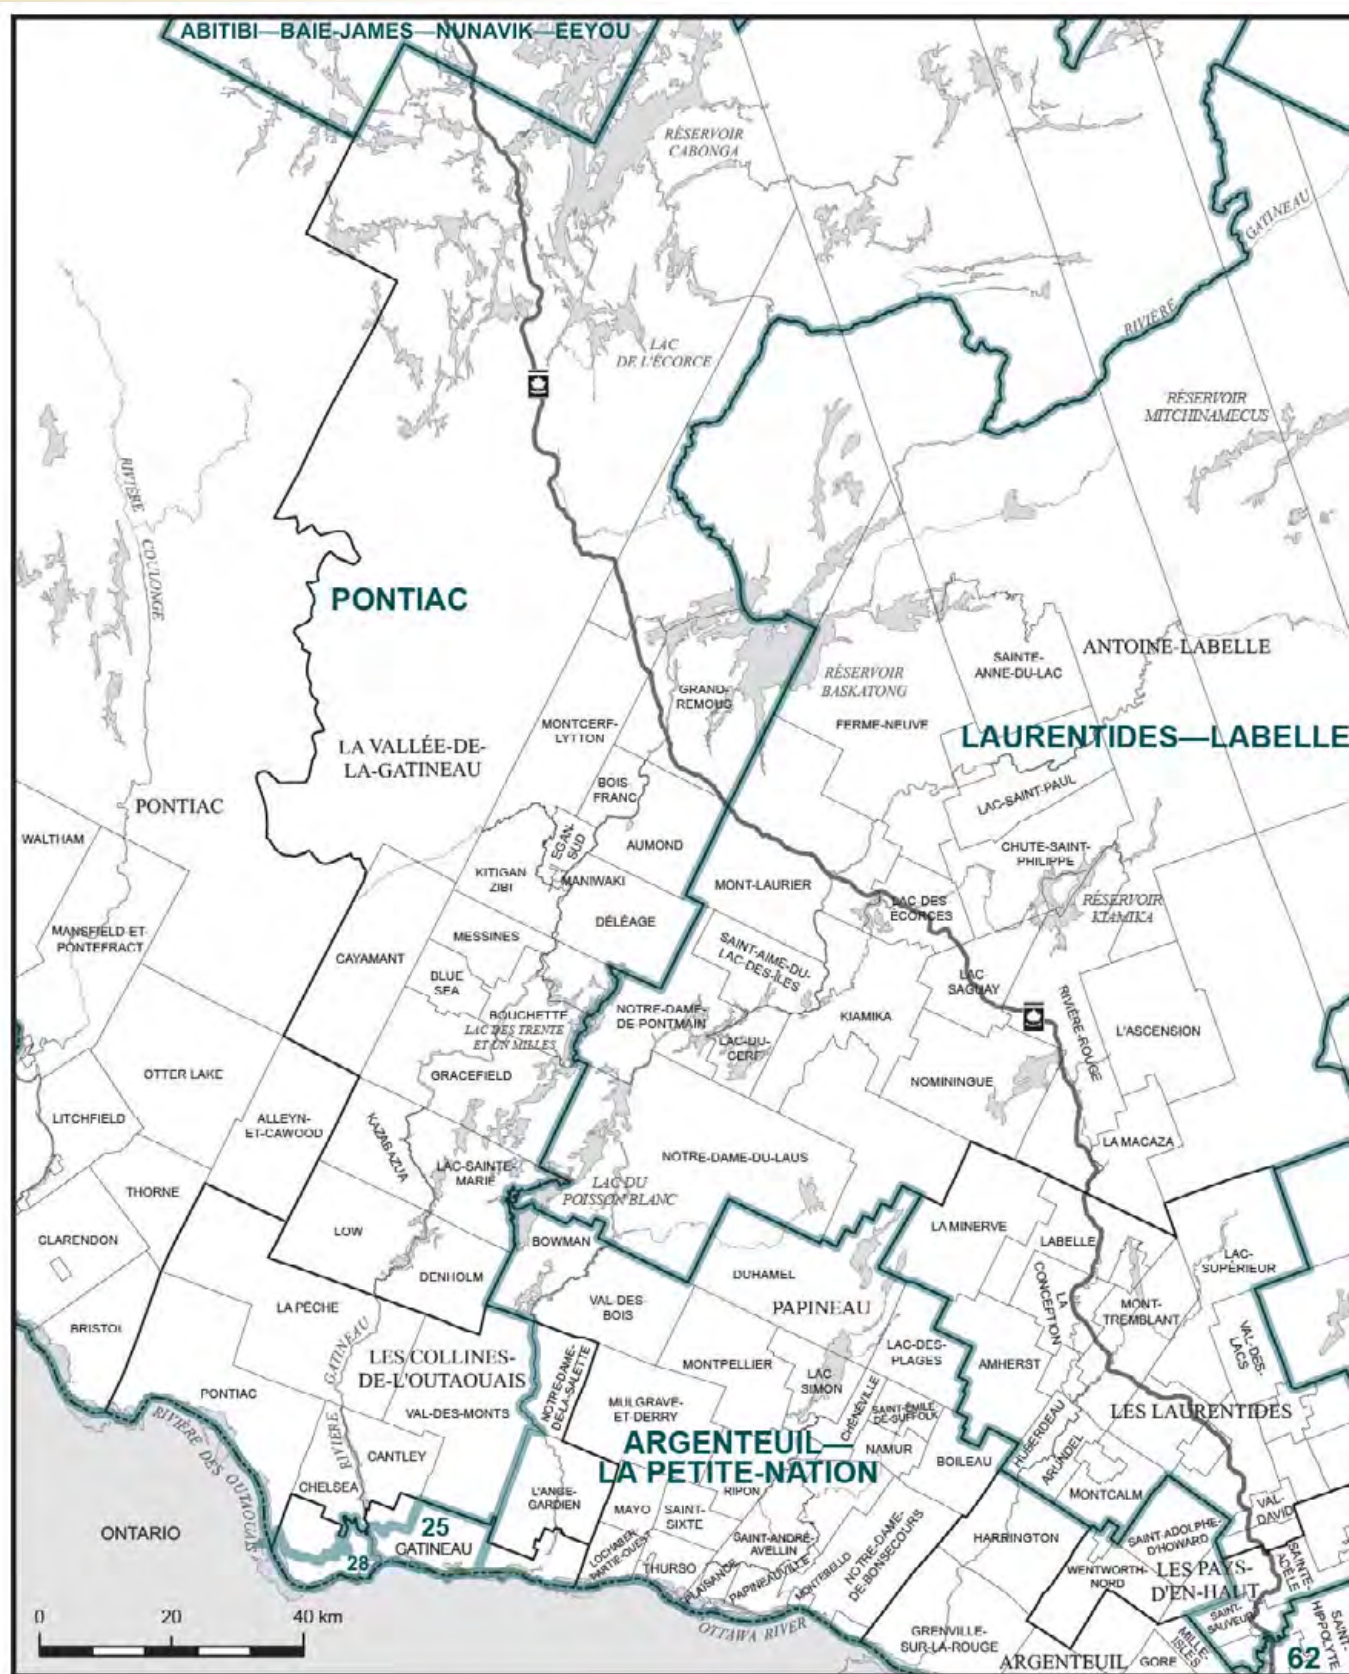 ABITIBI—BAIE-JAMES—NUNAVIK—EEYOU
RÉSERVOIR
CABONGA
GATINEAU
RIVIÈRE
LAC
DE L'ÉCORCE
RÉSERVOIR
MITCHINAMECUS
RIVIÈRE
COULONGE
PONTIAC
SAINTE-
ANNE-DU-LAC
ANTOINE-LABELLE
RÉSERVOIR
BASKATONG
GRAND-
REMOUS
FERME-NEUVE
MONTCERF-
LYTTON
LAURENTIDES—LABELLE
LA VALLÉE-DE-
LA-GATINEAU
BOIS
FRANC
LAC-SAINT-PAUL
PONTIAC
WALTHAM
EGAN-
SUD
AUMOND
CHUTE-SAINT-
PHILIPPE
KITIGAN
ZIBI
MANIWAKI
MONT-LAURIER
LAC DES
ÉCORCES
RÉSERVOIR
KIAMIKA
MANSFIELD-ET-
PONTEFRACT
DÉLÉAGE
MESSINES
CAYAMANT
SAINT-AIMÉ-DU-
LAC-DES-ÎLES
BLUE
SEA
LAC
SAGUAY
BOUCHETTE
NOTRE-DAME-
DE-PONTMAIN
KIAMIKA
RIVIÈRE-ROUGE
L'ASCENSION
LAC DES TRENTE
ET UN MILLES
LAC-DU-
CERF
OTTER LAKE
GRACEFIELD
NOMININGUE
LITCHFIELD
ALLEYN-
ET-CAWOOD
KAZABAZUA
LA MACAZA
LAC-SAINTE-
MARIE
NOTRE-DAME-DU-LAUS
THORNE
LAC DU
POISSON BLANC
LOW
BOWMAN
LA MINERVE
LABELLE
CLARENDON
LAC-
SUPÉRIEUR
DENHOLM
DUHAMEL
LA
CONCEPTION
LA PÊCHE
VAL-DES-
BOIS
PAPINEAU
MONT-
TREMBLANT
BRISTOL
RIVIÈRE GATINEAU
LES COLLINES-
DE-L'OUTAOUAIS
NOTRE-DAME-
DE-LA-SALETTE
MONTPELLIER
LAC-DES-
PLAGES
AMHERST
VAL-DES-
LACS
LAC
SIMON
PONTIAC
VAL-DES-MONTS
MULGRAVE-
ET-DERRY
CHÉNÉVILLE
SAINT-ÉMILE
DE-SUFFOLK
LES LAURENTIDES
RIVIÈRE DES OUTAOUAIS
ARGENTEUIL—
LA PETITE-NATION
HUBERDEAU
ARUNDEL
CANTLEY
NAMUR
BOILEAU
CHELSEA
L'ANGE-
GARDIEN
RIPON
MONTCALM
MAYO
SAINT-
SIXTE
VAL-
DAVID
ONTARIO
25
GATINEAU
28
SAINT-ANDRÉ-
AVELLIN
NOTRE-DAME-
DE-BONSECOURS
HARRINGTON
SAINT-ADOLPHE-
D'HOWARD
LOCHABER-
PARTIE-OUEST
THURSO
PLAISANCE
PAPINEAUVILLE
MONTEBELLO
WENTWORTH-
NORD
LES PAYS-
D'EN-HAUT
SAINTE-
ADÈLE
0 20 40 km
OTTAWA RIVER
GRENVILLE-
SUR-LA-ROUGE
SAINT-
SAUVEUR
SAINT-
HIPPOLYTE
MILLE-
ISLES
ARGENTEUIL
GORE
62